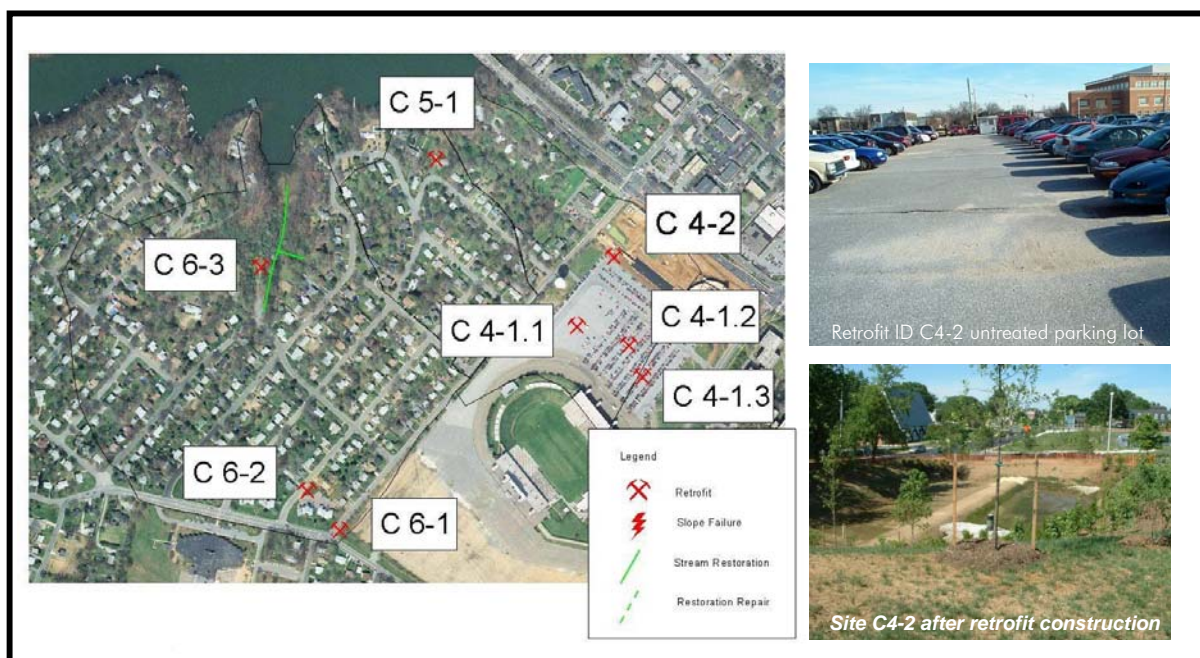 C 5-1
C 4-2
C 6-3
C 4-1.1
C 4-1.2
C 4-1.3
C 6-2
C 6-1
Legend
Retrofit
Slope Failure
Stream Restoration
Restoration Repair
Retrofit ID C4-2 untreated parking lot
Site C4-2 after retrofit construction